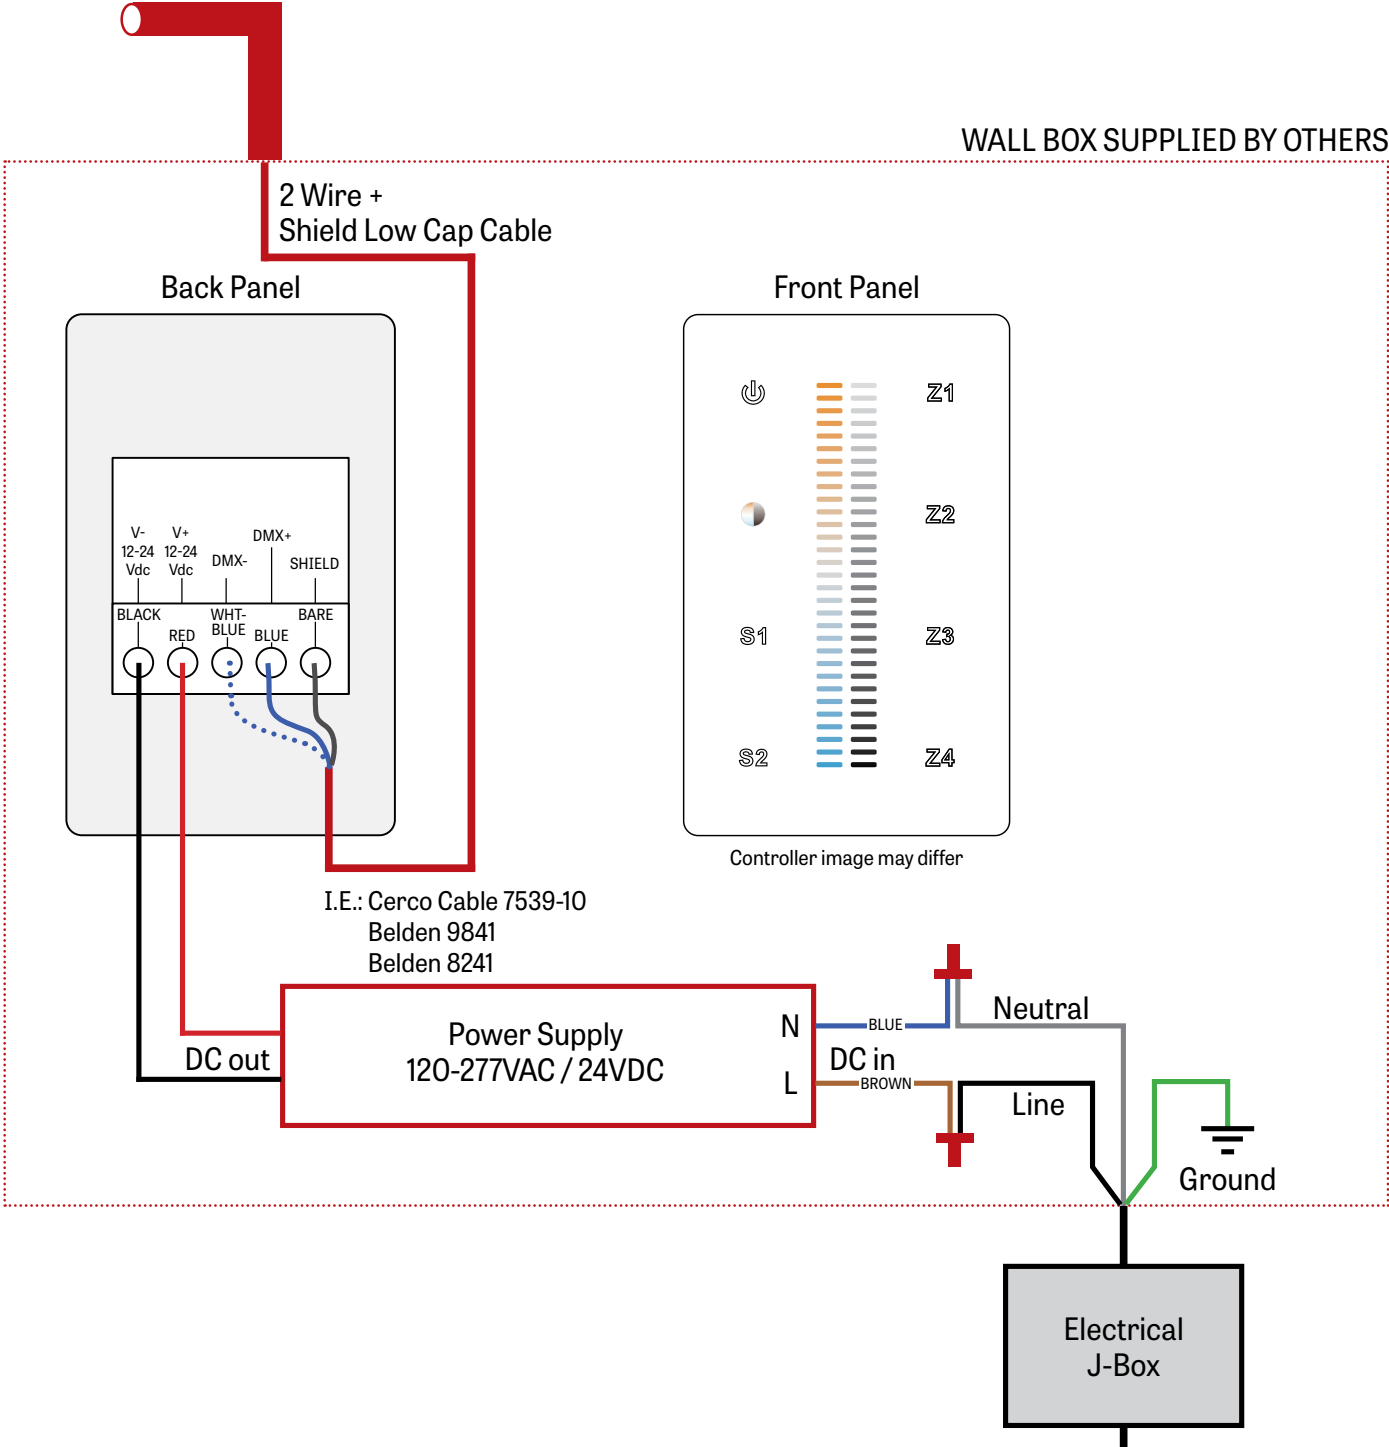 WALL BOX SUPPLIED BY OTHERS
2 Wire +
Shield Low Cap Cable
Back Panel
Front Panel
V-
12-24
Vdc
V+
12-24
Vdc
DMX-
DMX+
SHIELD
BLACK
RED
WHT-
BLUE
BLUE
BARE
Z1
Z2
S1
Z3
S2
Z4
Controller image may differ
I.E.: Cerco Cable 7539-10
Belden 9841
Belden 8241
Power Supply
120-277VAC / 24VDC
DC out
N
L
BLUE
DC in
BROWN
Neutral
Line
Ground
Electrical
J-Box